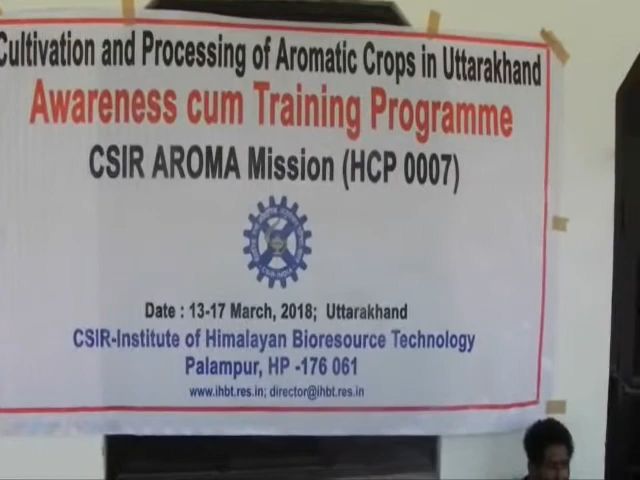 Cultivation and Processing of Aromatic Crops in Uttarakhand
Awareness cum Training Programme
CSIR AROMA Mission (HCP 0007)
CSIR-INDIA
Date : 13-17 March, 2018; Uttarakhand
CSIR-Institute of Himalayan Bioresource Technology
Palampur, HP -176 061
www.ihbt.res.in; director@ihbt.res.in